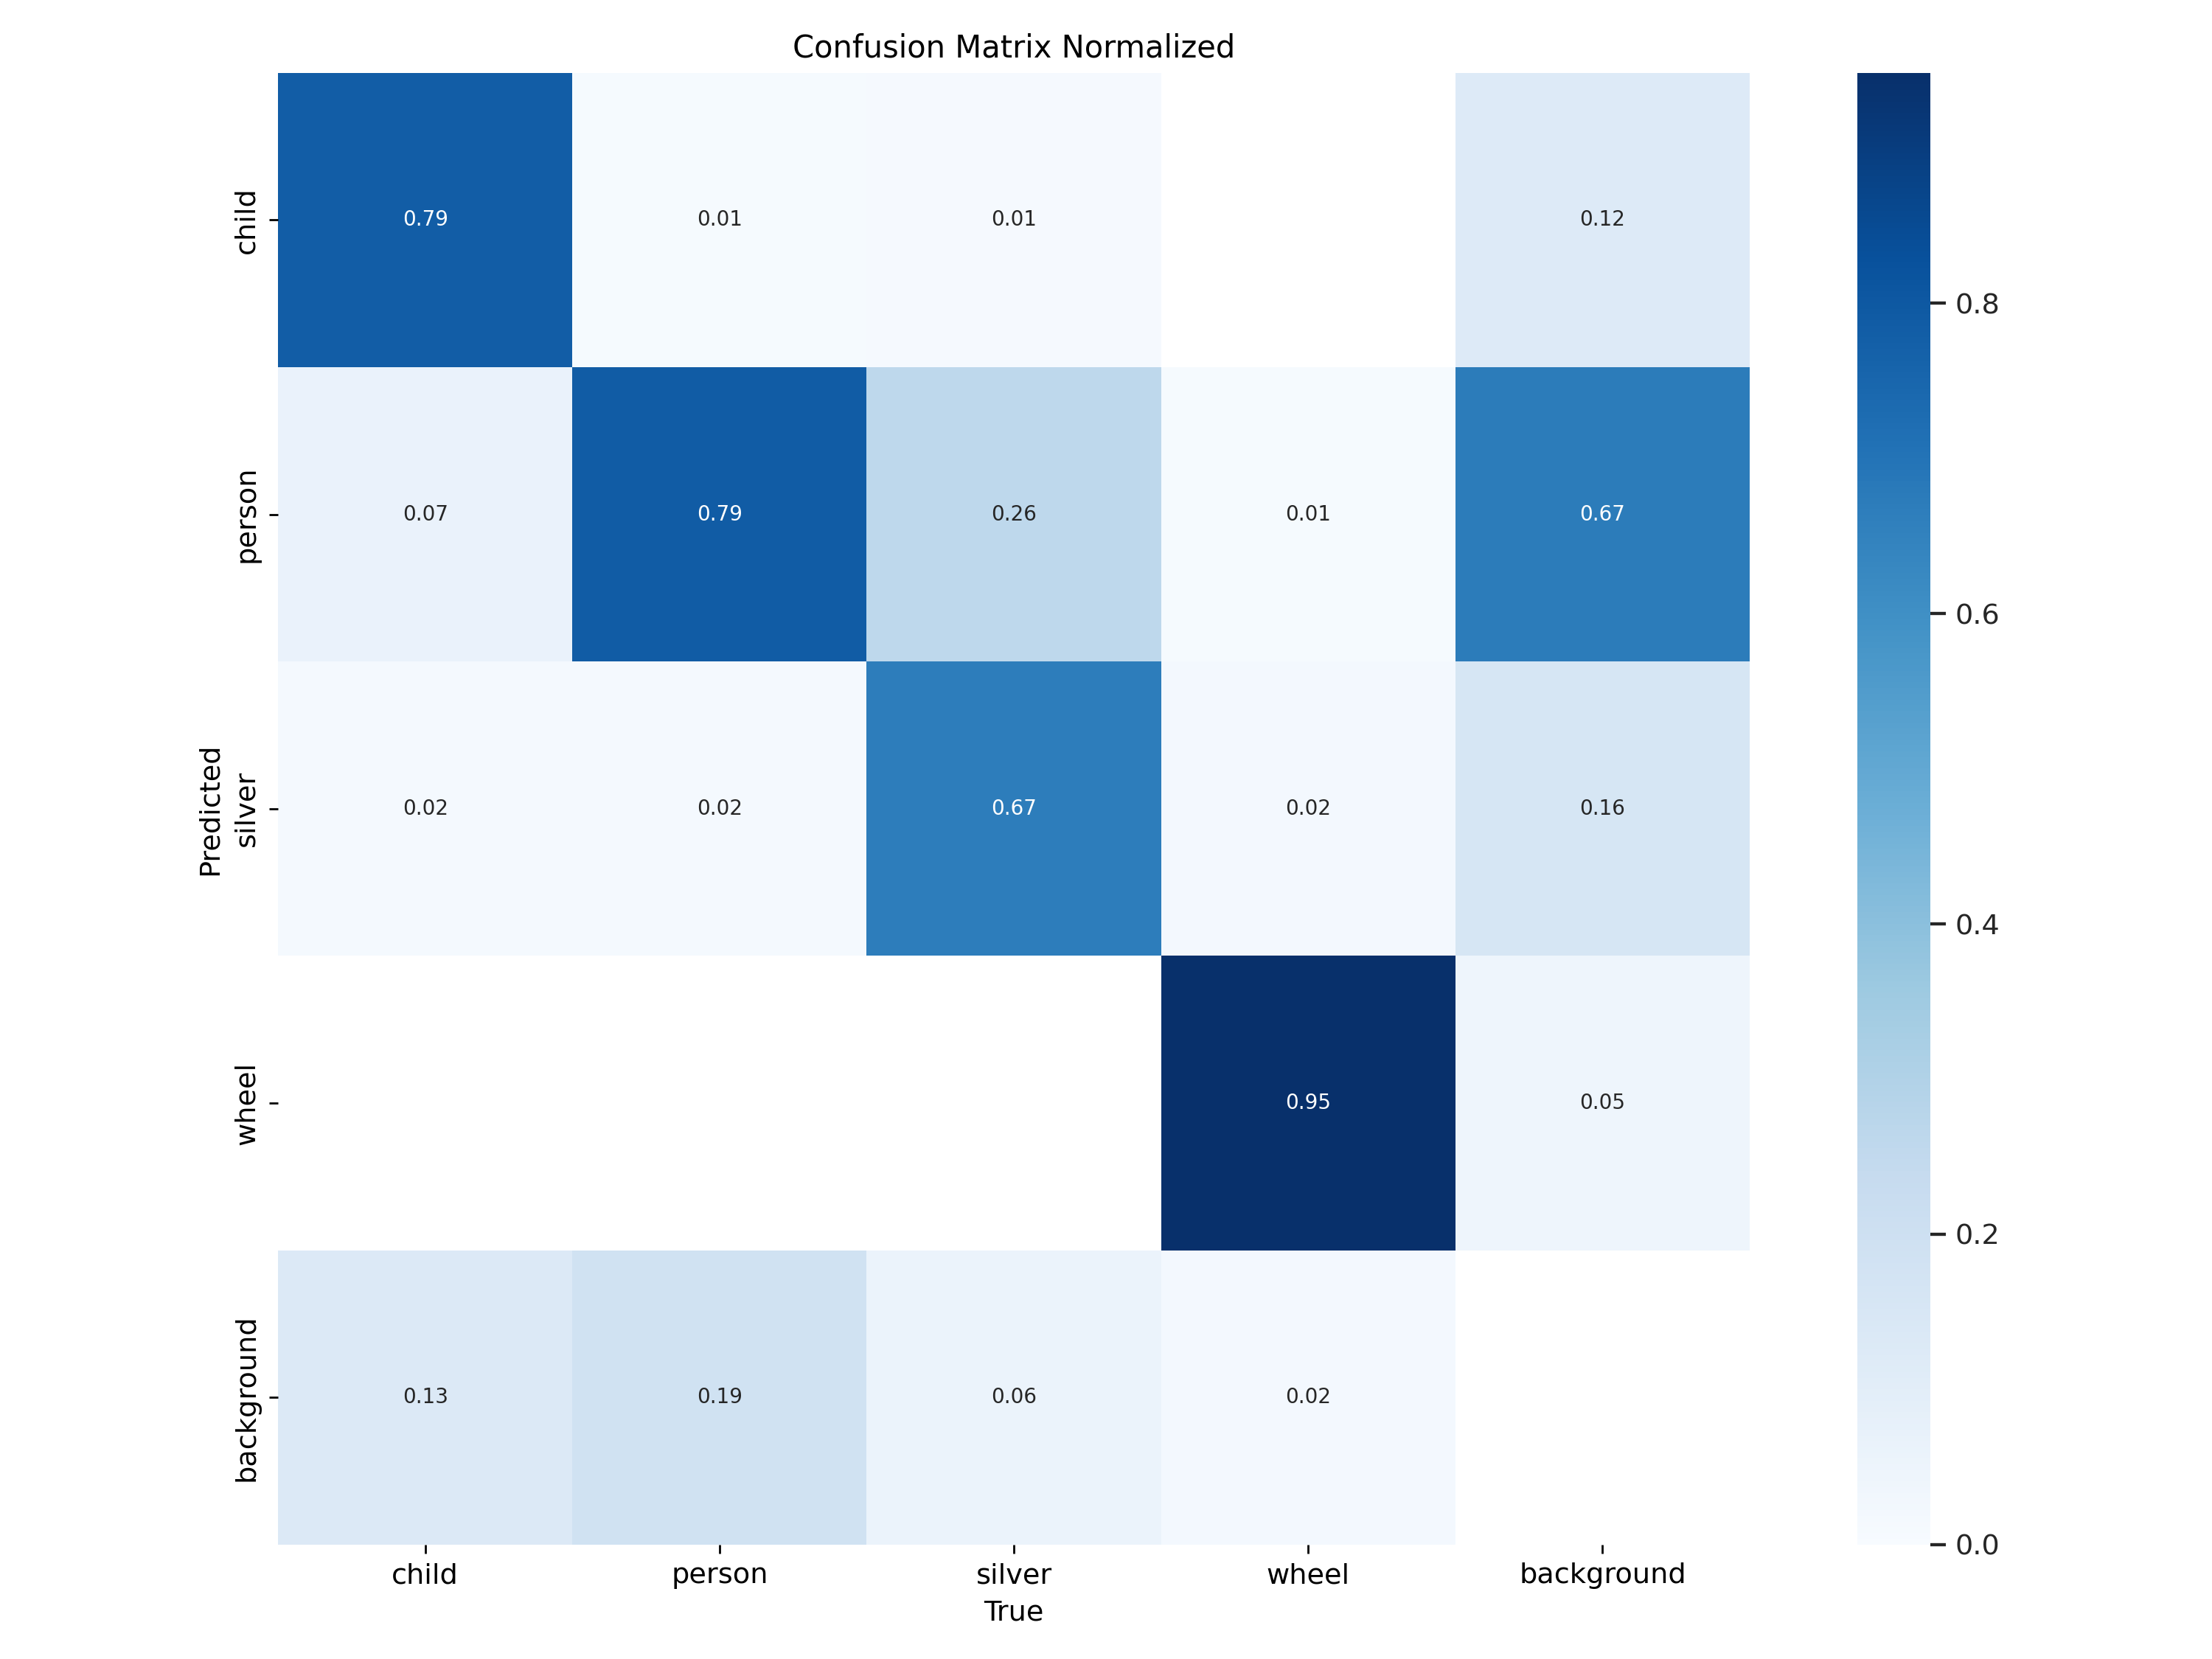 Confusion Matrix Normalized
child
0.79
0.01
0.01
0.12
person
0.07
0.79
0.26
0.01
0.67
silver
0.02
0.02
0.67
0.02
0.16
wheel
0.95
0.05
background
0.13
0.19
0.06
0.02
Predicted
child
person
silver
wheel
background
True
0.8
0.6
0.4
0.2
0.0